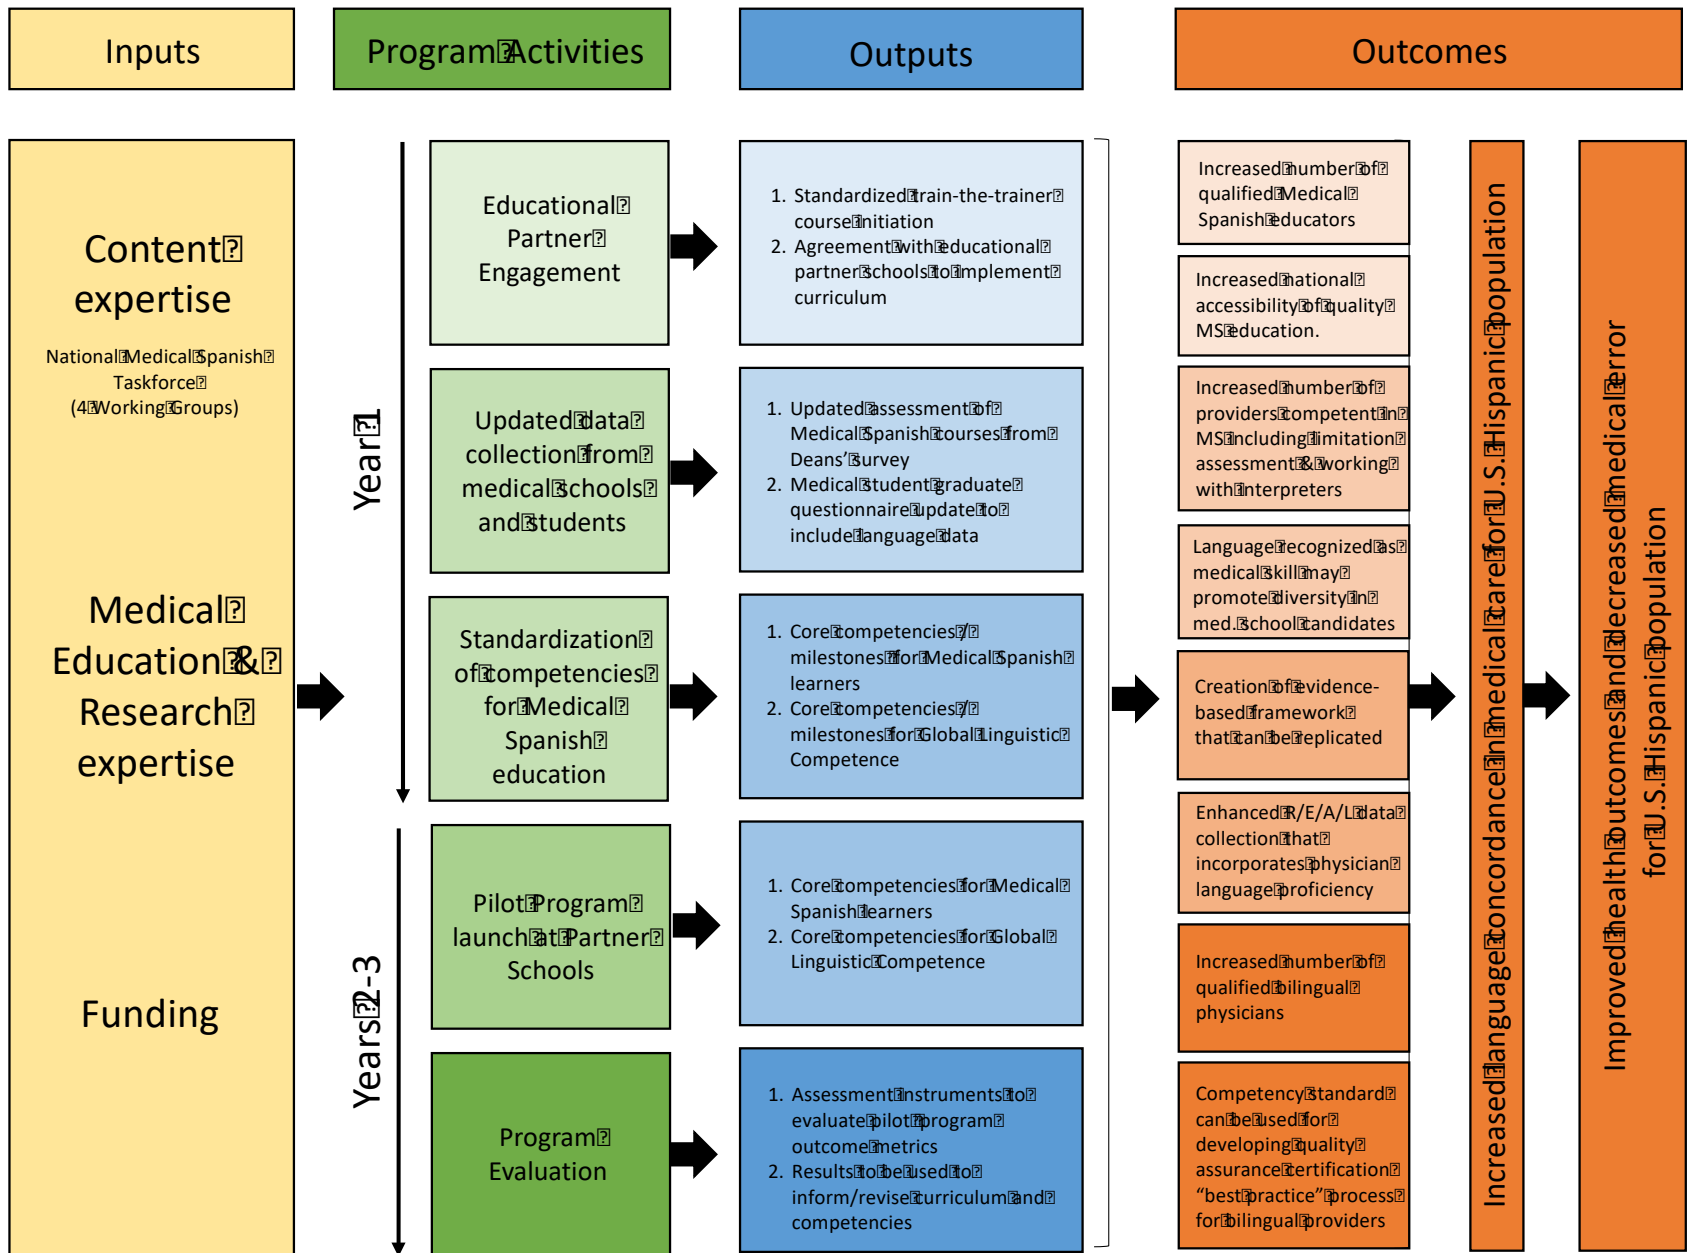 Inputs
Program Activities
Outputs
Outcomes
Content
expertise
National Medical Spanish
Taskforce
(4 Working Groups)
Medical
Education &
Research
expertise
Funding
Year 1
Years 2-3
Educational
Partner
Engagement
Updated data
collection from
medical schools
and students
Standardization
of competencies
for Medical
Spanish
education
Pilot Program
launch at Partner
Schools
Program
Evaluation
1. Standardized train-the-trainer
course initiation
2. Agreement with educational
partner schools to implement
curriculum
1. Updated assessment of
Medical Spanish courses from
Deans’ survey
2. Medical student graduate
questionnaire update to
include language data
1. Core competencies /
milestones for Medical Spanish
learners
2. Core competencies /
milestones for Global Linguistic
Competence
1. Core competencies for Medical
Spanish learners
2. Core competencies for Global
Linguistic Competence
1. Assessment instruments to
evaluate pilot program
outcome metrics
2. Results to be used to
inform/revise curriculum and
competencies
Increased number of
qualified Medical
Spanish educators
Increased national
accessibility of quality
MS education.
Increased number of
providers competent in
MS including limitation
assessment & working
with interpreters
Language recognized as
medical skill may
promote diversity in
med. school candidates
Creation of evidence-
based framework
that can be replicated
Enhanced R/E/A/L data
collection that
incorporates physician
language proficiency
Increased number of
qualified bilingual
physicians
Competency standard
can be used for
developing quality
assurance certification
“best practice” process
for bilingual providers
Increased language concordance in medical care for U.S. Hispanic population
Improved health outcomes and decreased medical error
for U.S. Hispanic population